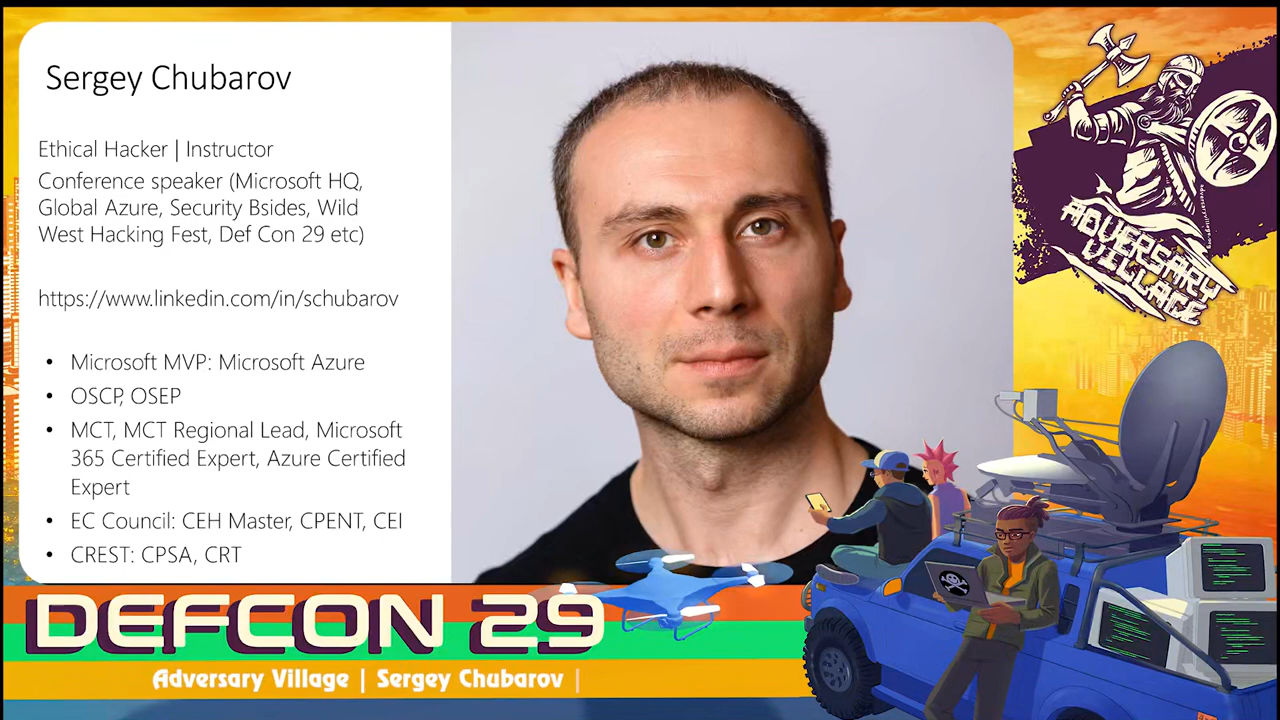 Sergey Chubarov
Ethical Hacker | Instructor
Conference speaker (Microsoft HQ,
Global Azure, Security Bsides, Wild
West Hacking Fest, Def Con 29 etc)
https://www.linkedin.com/in/schubarov
• Microsoft MVP: Microsoft Azure
• OSCP, OSEP
• MCT, MCT Regional Lead, Microsoft
365 Certified Expert, Azure Certified
Expert
• EC Council: CEH Master, CPENT, CEI
• CREST: CPSA, CRT
ADVERSARY
VILLAGE
DEFCON 29
Adversary Village | Sergey Chubarov |